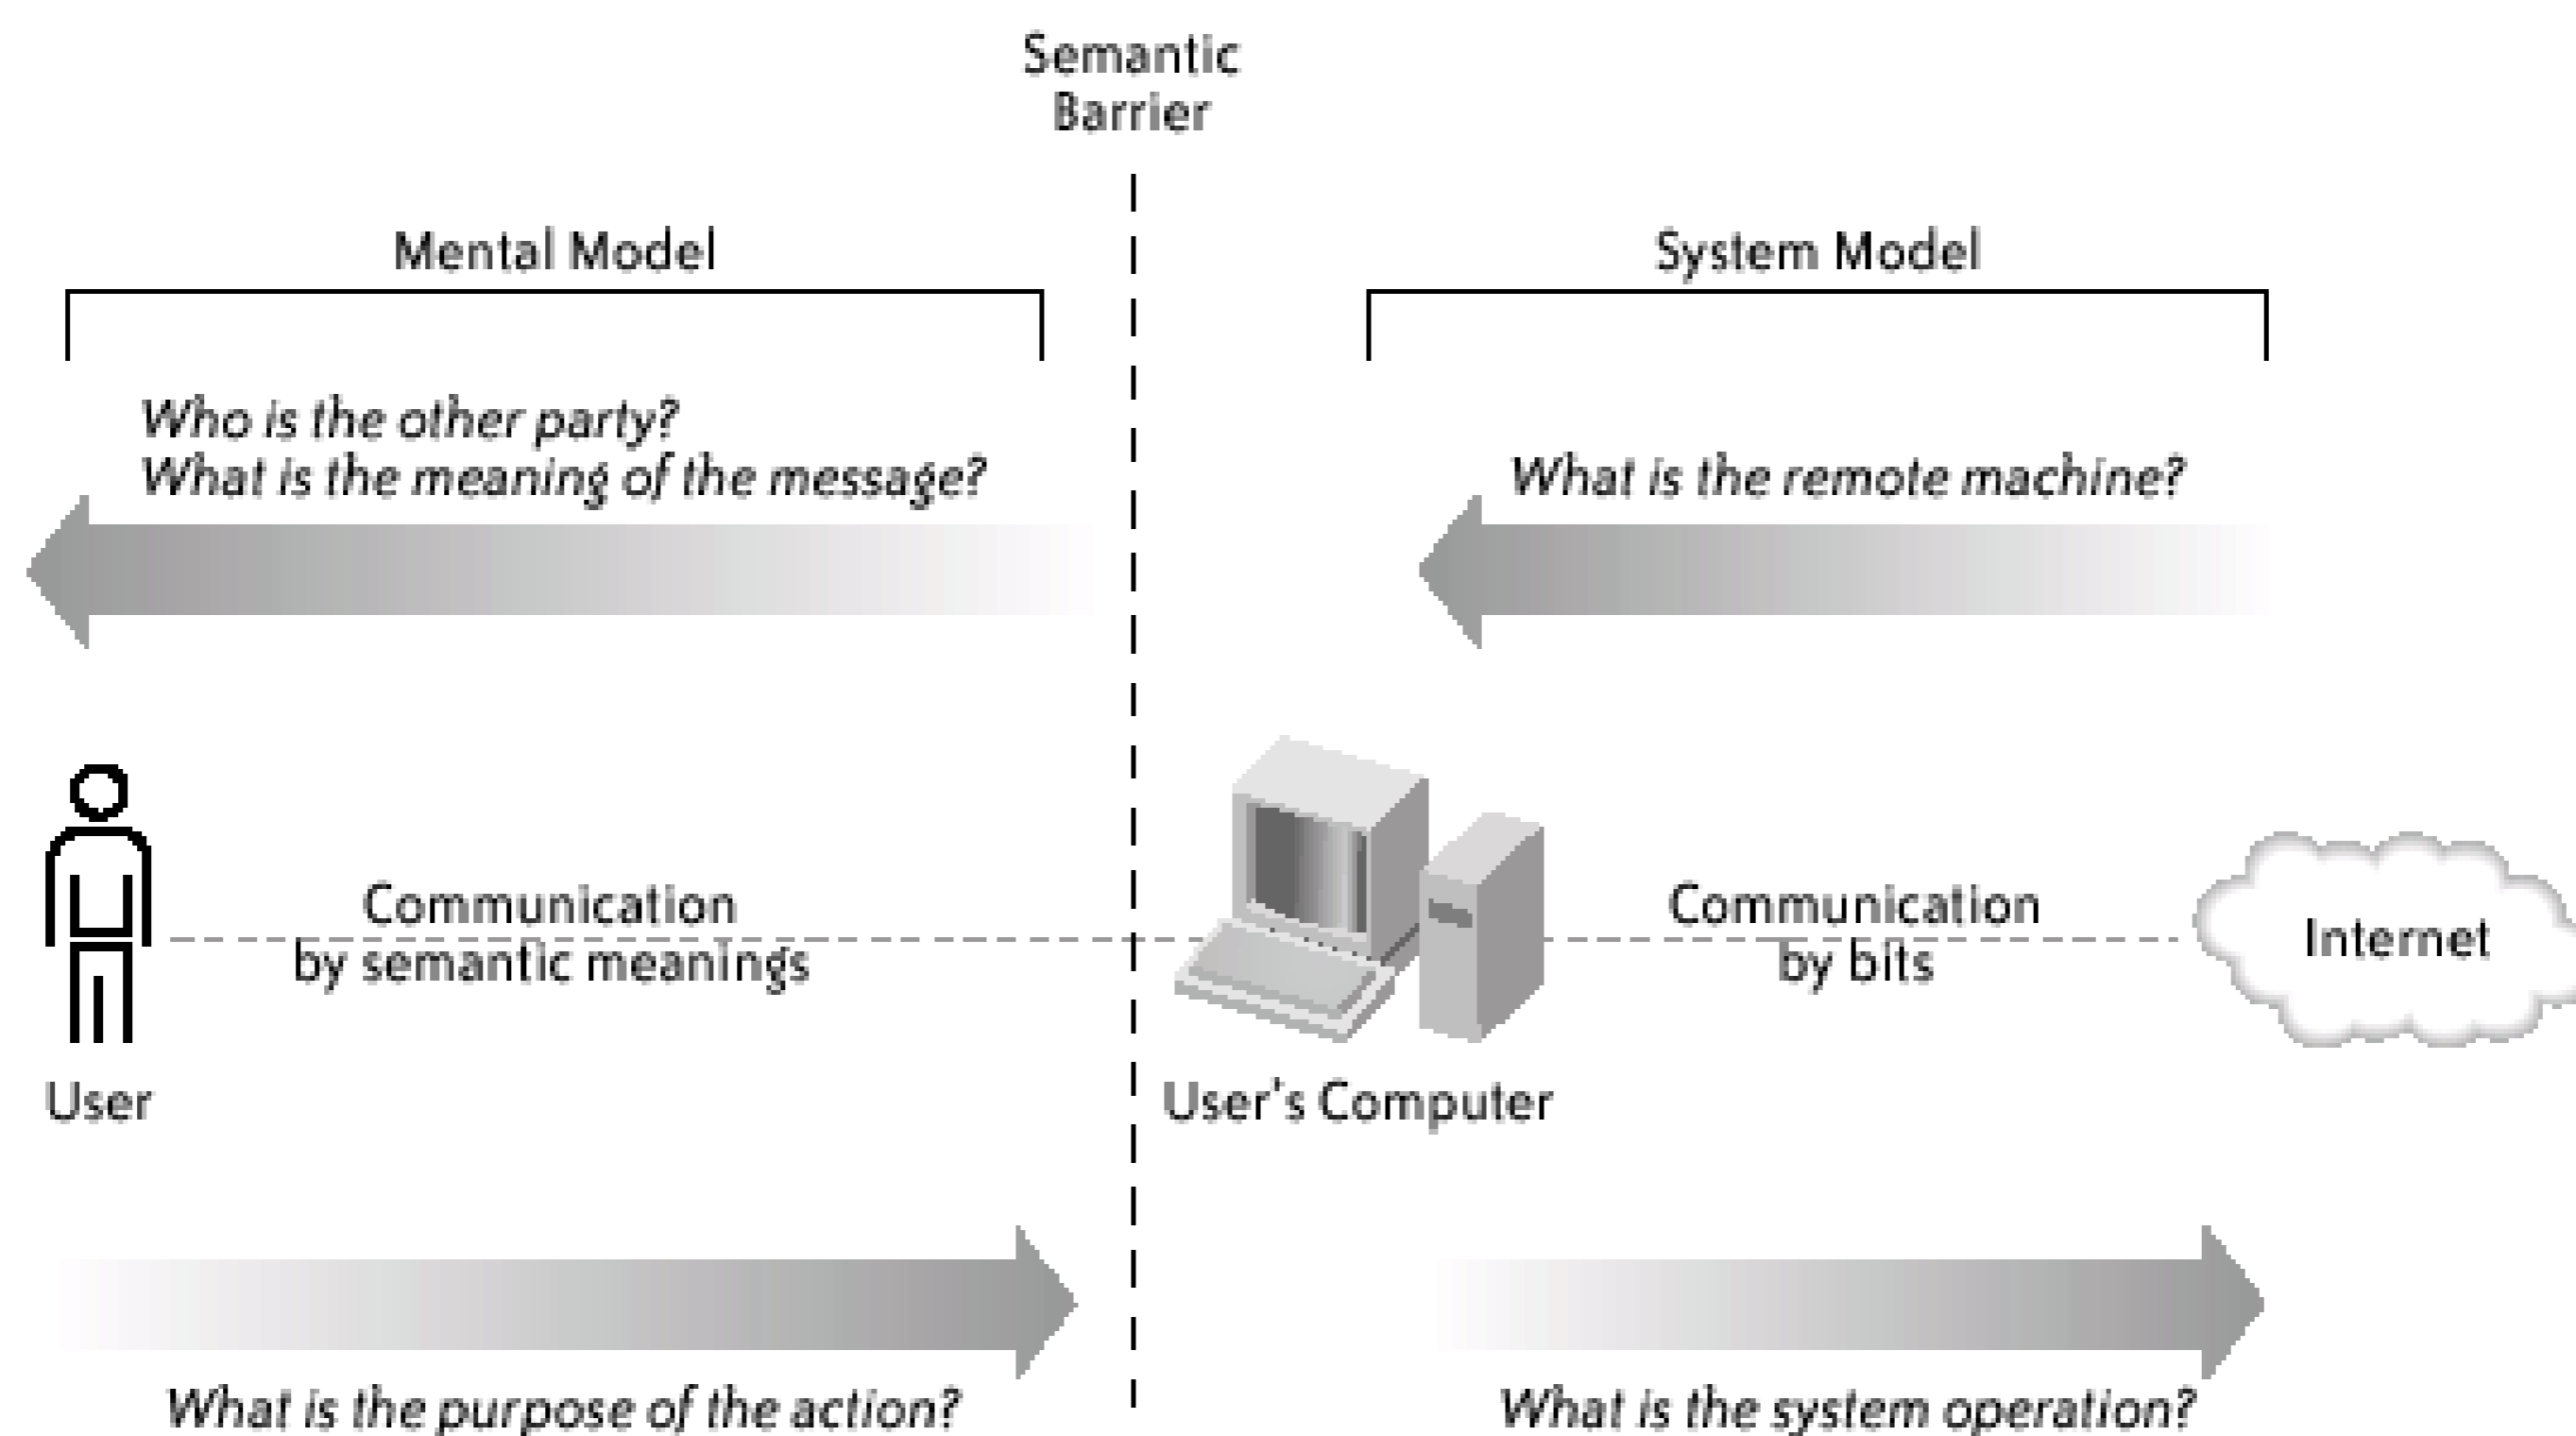 Semantic
Barrier
Mental Model
System Model
Who is the other party?
What is the meaning of the message?
What is the remote machine?
Communication
by semantic meanings
Communication
by bits
Internet
User
User's Computer
What is the purpose of the action?
What is the system operation?